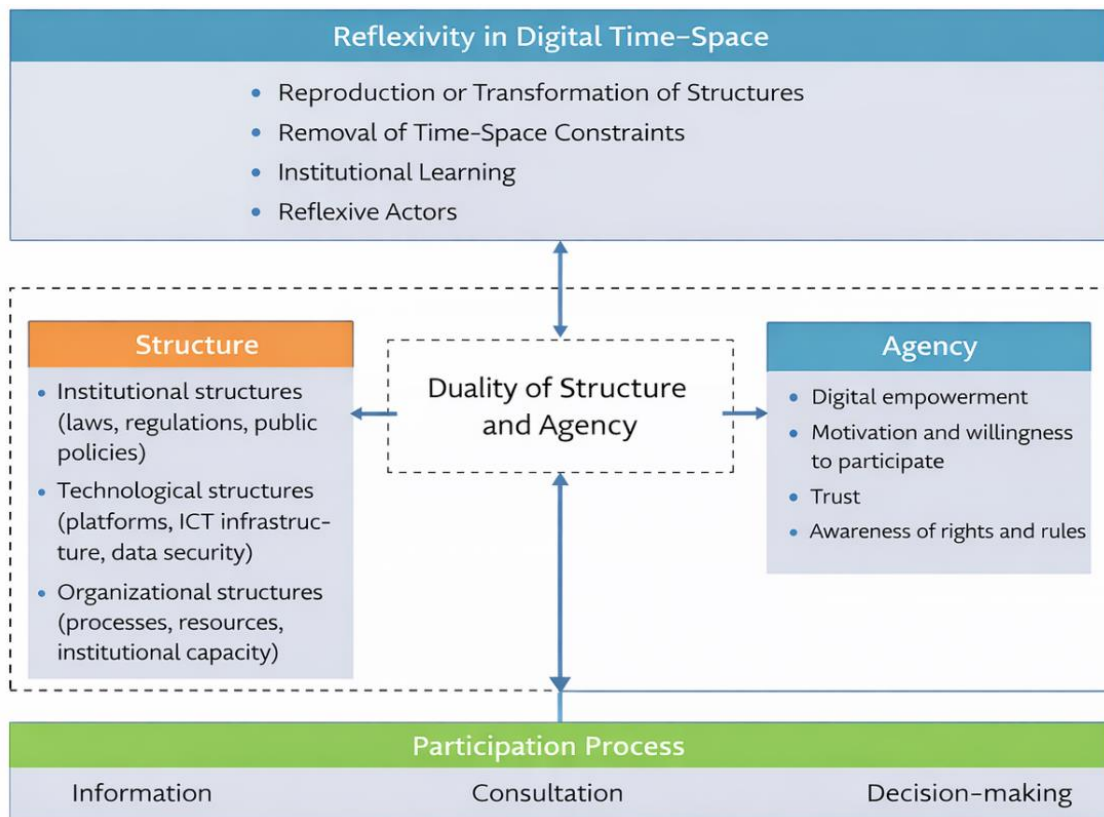 Reflexivity in Digital Time–Space
• Reproduction or Transformation of Structures
• Removal of Time-Space Constraints
• Institutional Learning
• Reflexive Actors
Structure
• Institutional structures
(laws, regulations, public
policies)
• Technological structures
(platforms, ICT infrastruc-
ture, data security)
• Organizational structures
(processes, resources,
institutional capacity)
Duality of Structure
and Agency
Agency
• Digital empowerment
• Motivation and willingness
to participate
• Trust
• Awareness of rights and rules
Participation Process
Information
Consultation
Decision–making